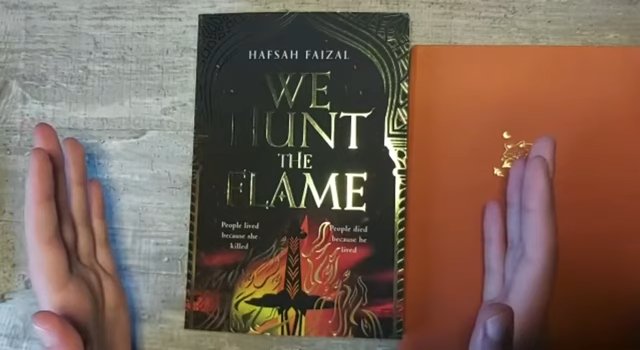 HAFSAH FAIZAL
WE
HUNT
THE
FLAME
People lived
because she
killed
People died
because he
lived